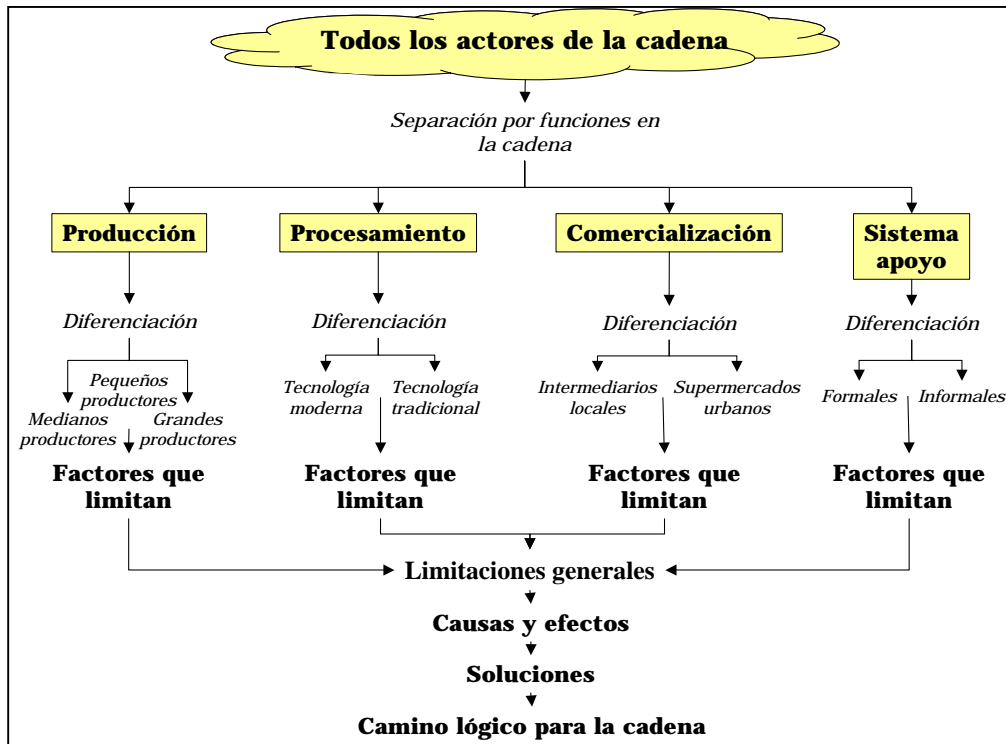 Todos los actores de la cadena
Separación por funciones en
la cadena
Producción
Procesamiento
Comercialización
Sistema
apoyo
Diferenciación
Diferenciación
Diferenciación
Diferenciación
Pequeños
productores
Medianos
productores
Grandes
productores
Tecnología
moderna
Tecnología
tradicional
Intermediarios
locales
Supermercados
urbanos
Formales
Informales
Factores que
limitan
Factores que
limitan
Factores que
limitan
Factores que
limitan
Limitaciones generales
Causas y efectos
Soluciones
Camino lógico para la cadena